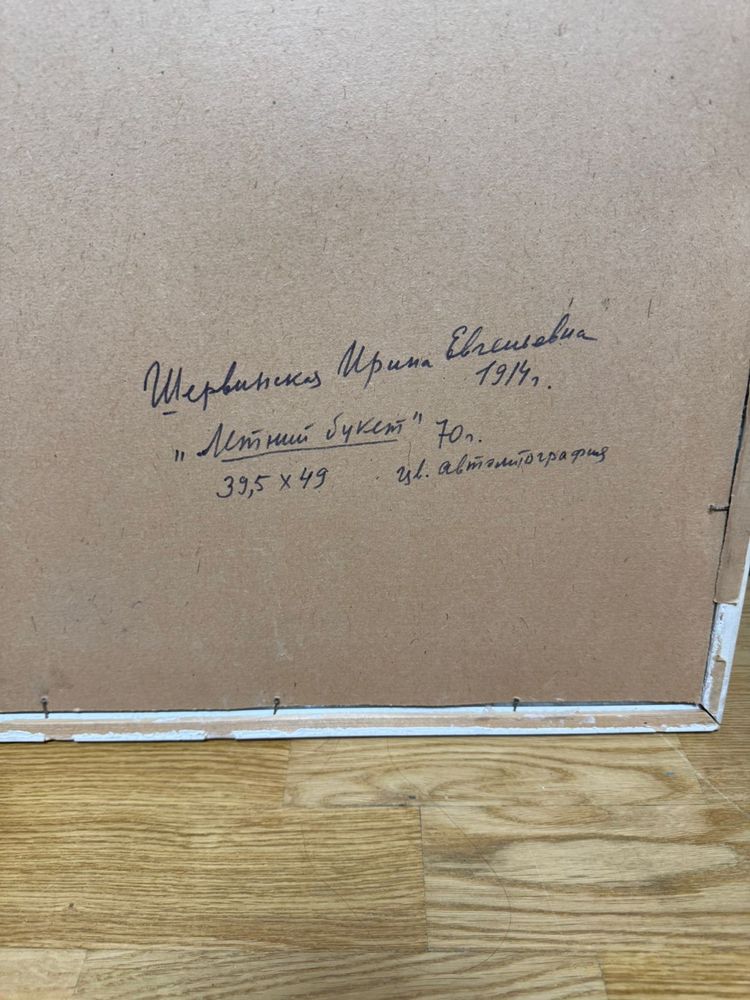 Шервинская Ирина Евгеньевна
1914г.
"Летний букет" 70г.
39,5 х 49 цв. автолитография